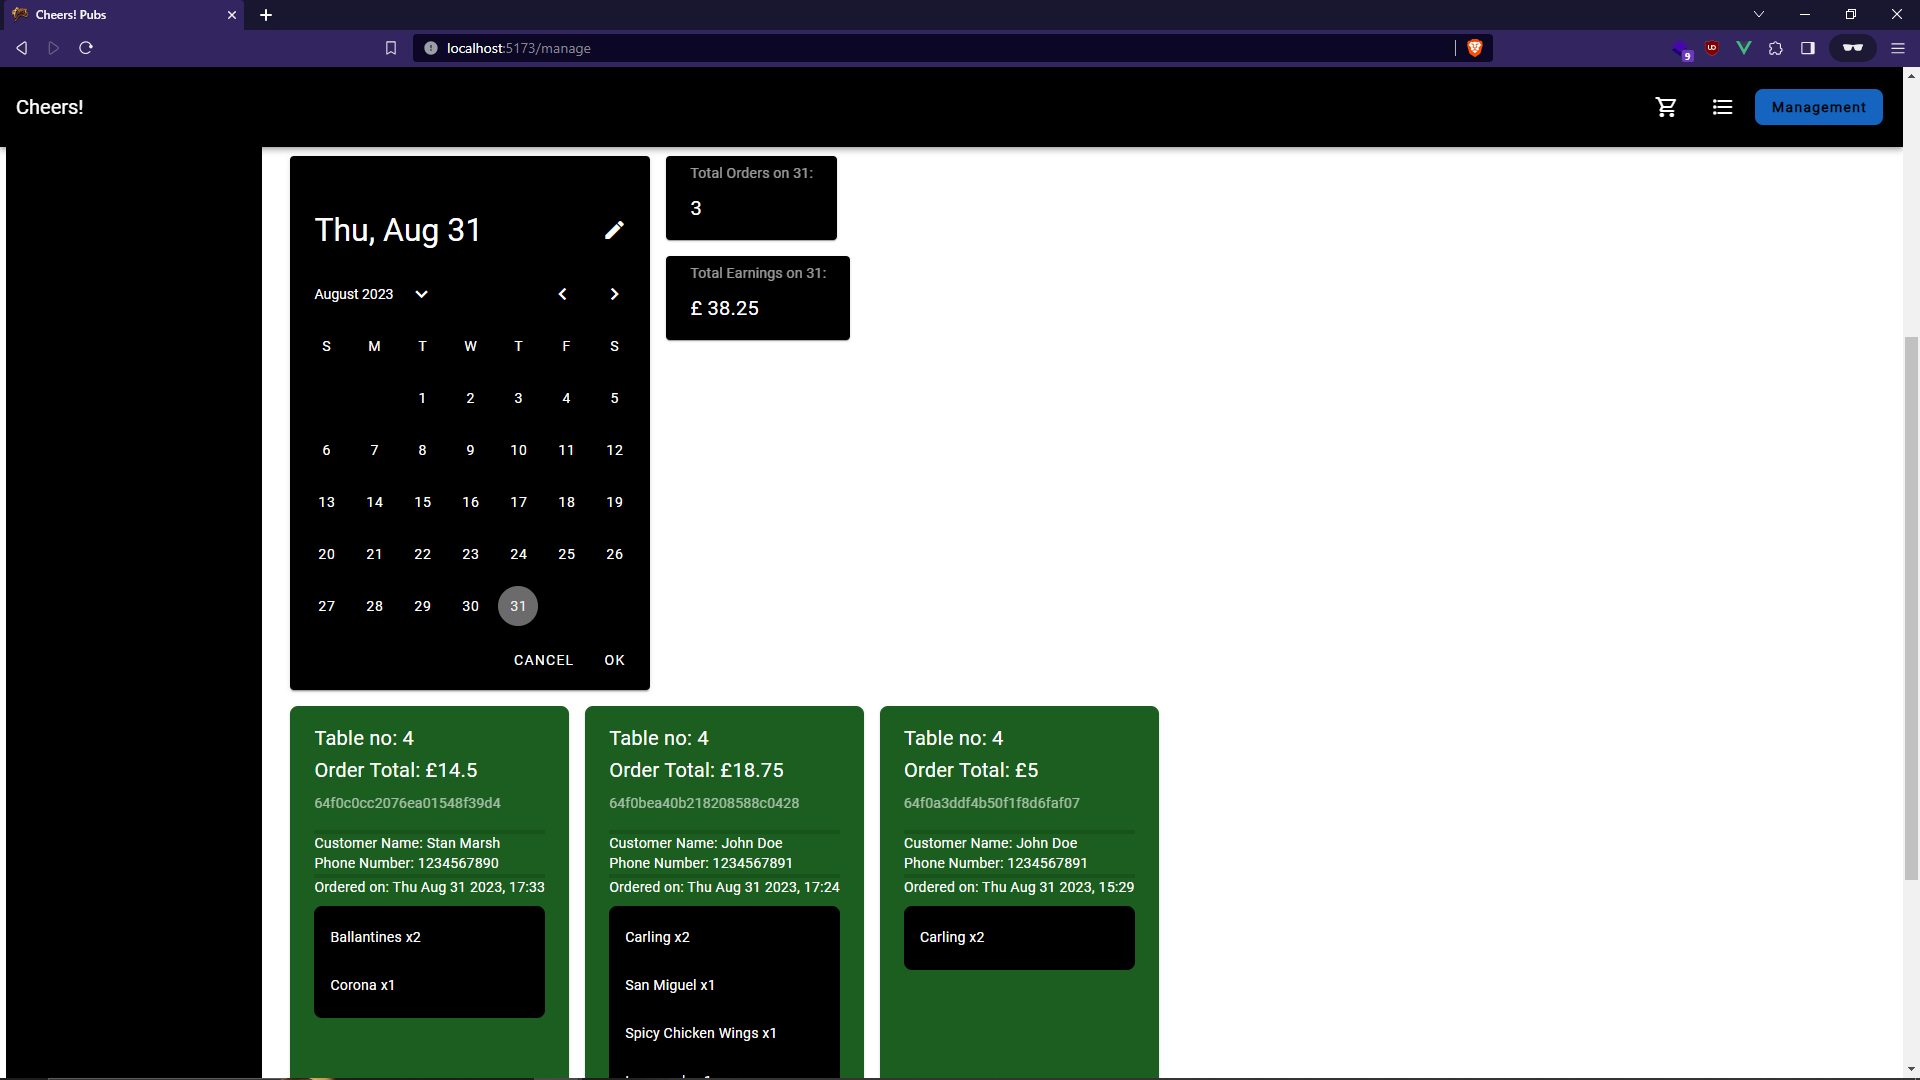 Cheers! Pubs
localhost:5173/manage
9
Cheers!
Management
Thu, Aug 31
August 2023
S M T W T F S
1 2 3 4 5
6 7 8 9 10 11 12
13 14 15 16 17 18 19
20 21 22 23 24 25 26
27 28 29 30 31
CANCEL OK
Total Orders on 31:
3
Total Earnings on 31:
£ 38.25
Table no: 4
Order Total: £14.5
64f0c0cc2076ea01548f39d4
Customer Name: Stan Marsh
Phone Number: 1234567890
Ordered on: Thu Aug 31 2023, 17:33
Ballantines x2
Corona x1
Table no: 4
Order Total: £18.75
64f0bea40b218208588c0428
Customer Name: John Doe
Phone Number: 1234567891
Ordered on: Thu Aug 31 2023, 17:24
Carling x2
San Miguel x1
Spicy Chicken Wings x1
Table no: 4
Order Total: £5
64f0a3ddf4b50f1f8d6faf07
Customer Name: John Doe
Phone Number: 1234567891
Ordered on: Thu Aug 31 2023, 15:29
Carling x2